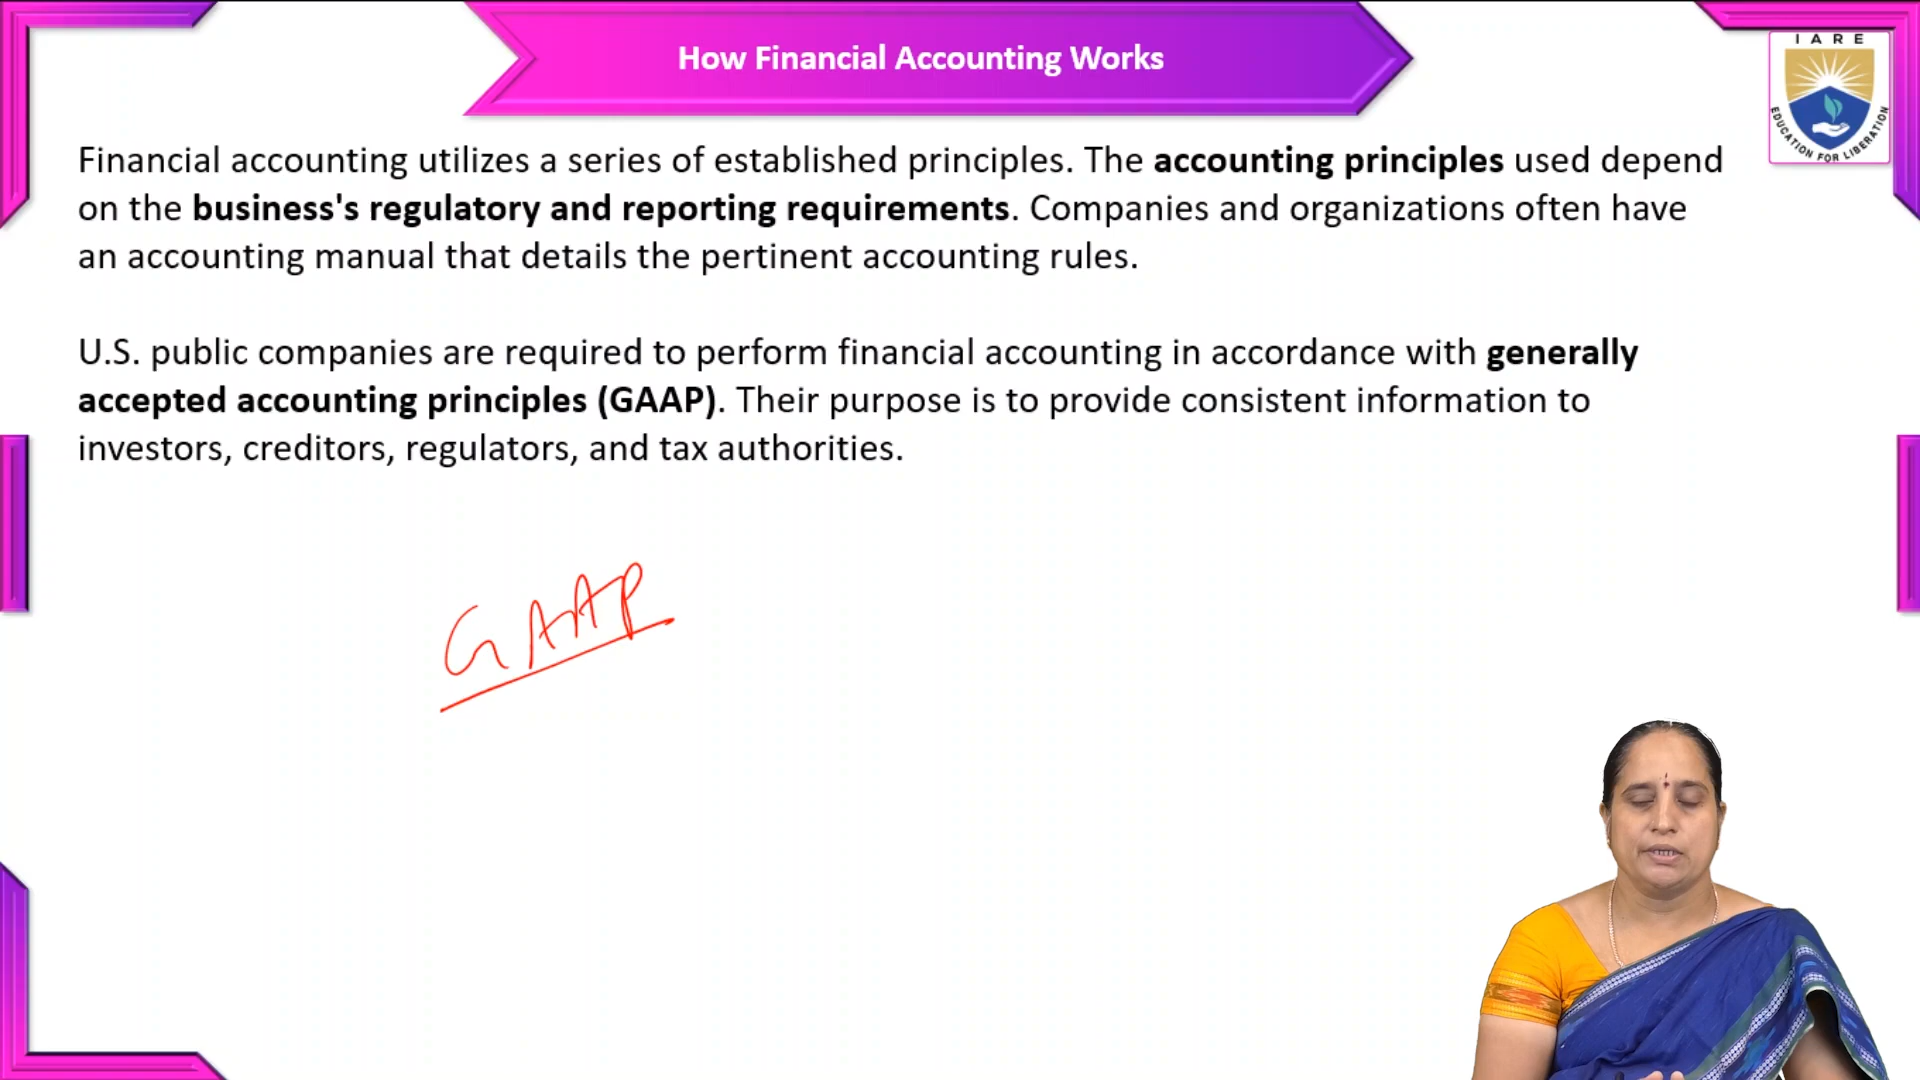 How Financial Accounting Works
I A R E
EDUCATION FOR LIBERATION
Financial accounting utilizes a series of established principles. The accounting principles used depend
on the business's regulatory and reporting requirements. Companies and organizations often have
an accounting manual that details the pertinent accounting rules.
U.S. public companies are required to perform financial accounting in accordance with generally
accepted accounting principles (GAAP). Their purpose is to provide consistent information to
investors, creditors, regulators, and tax authorities.
GAAP